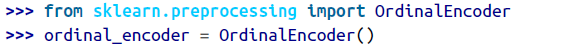 >>> from sklearn.preprocessing import OrdinalEncoder
>>> ordinal_encoder = OrdinalEncoder()